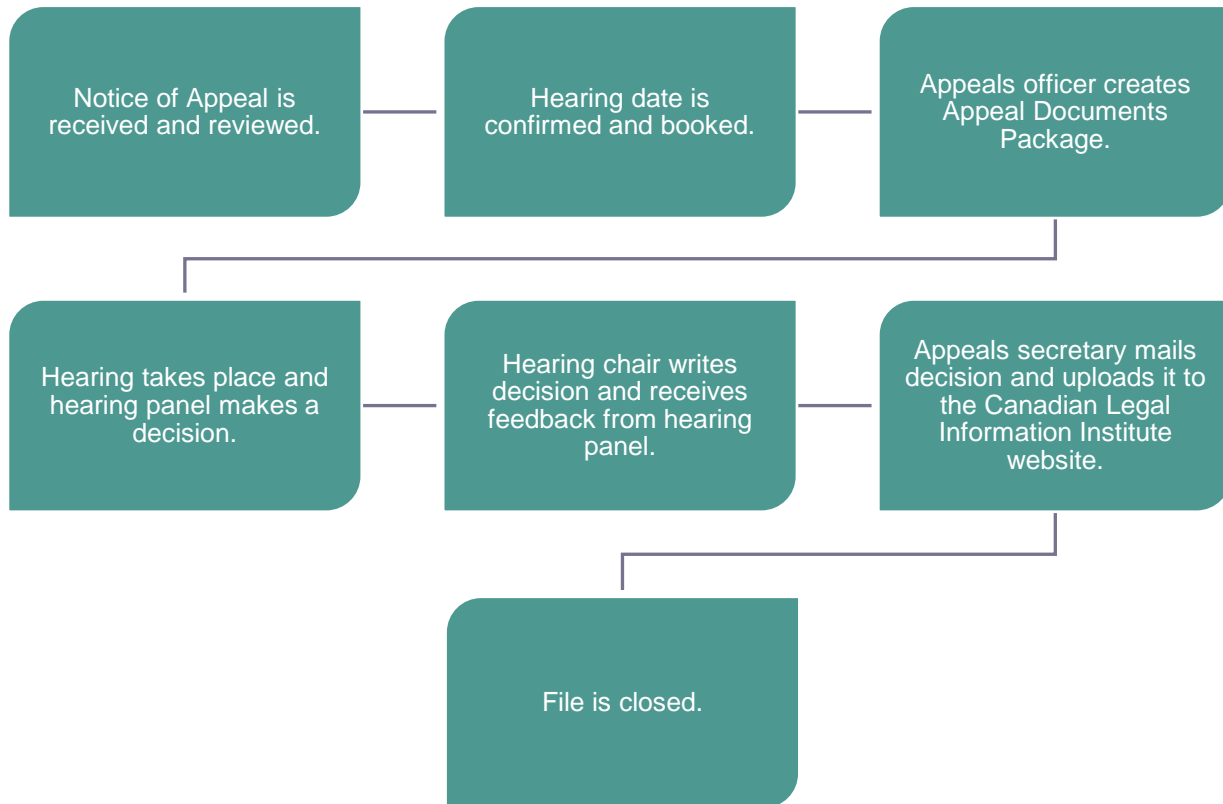 Notice of Appeal is
received and reviewed.
Hearing date is
confirmed and booked.
Appeals officer creates
Appeal Documents
Package.
Hearing takes place and
hearing panel makes a
decision.
Hearing chair writes
decision and receives
feedback from hearing
panel.
Appeals secretary mails
decision and uploads it to
the Canadian Legal
Information Institute
website.
File is closed.